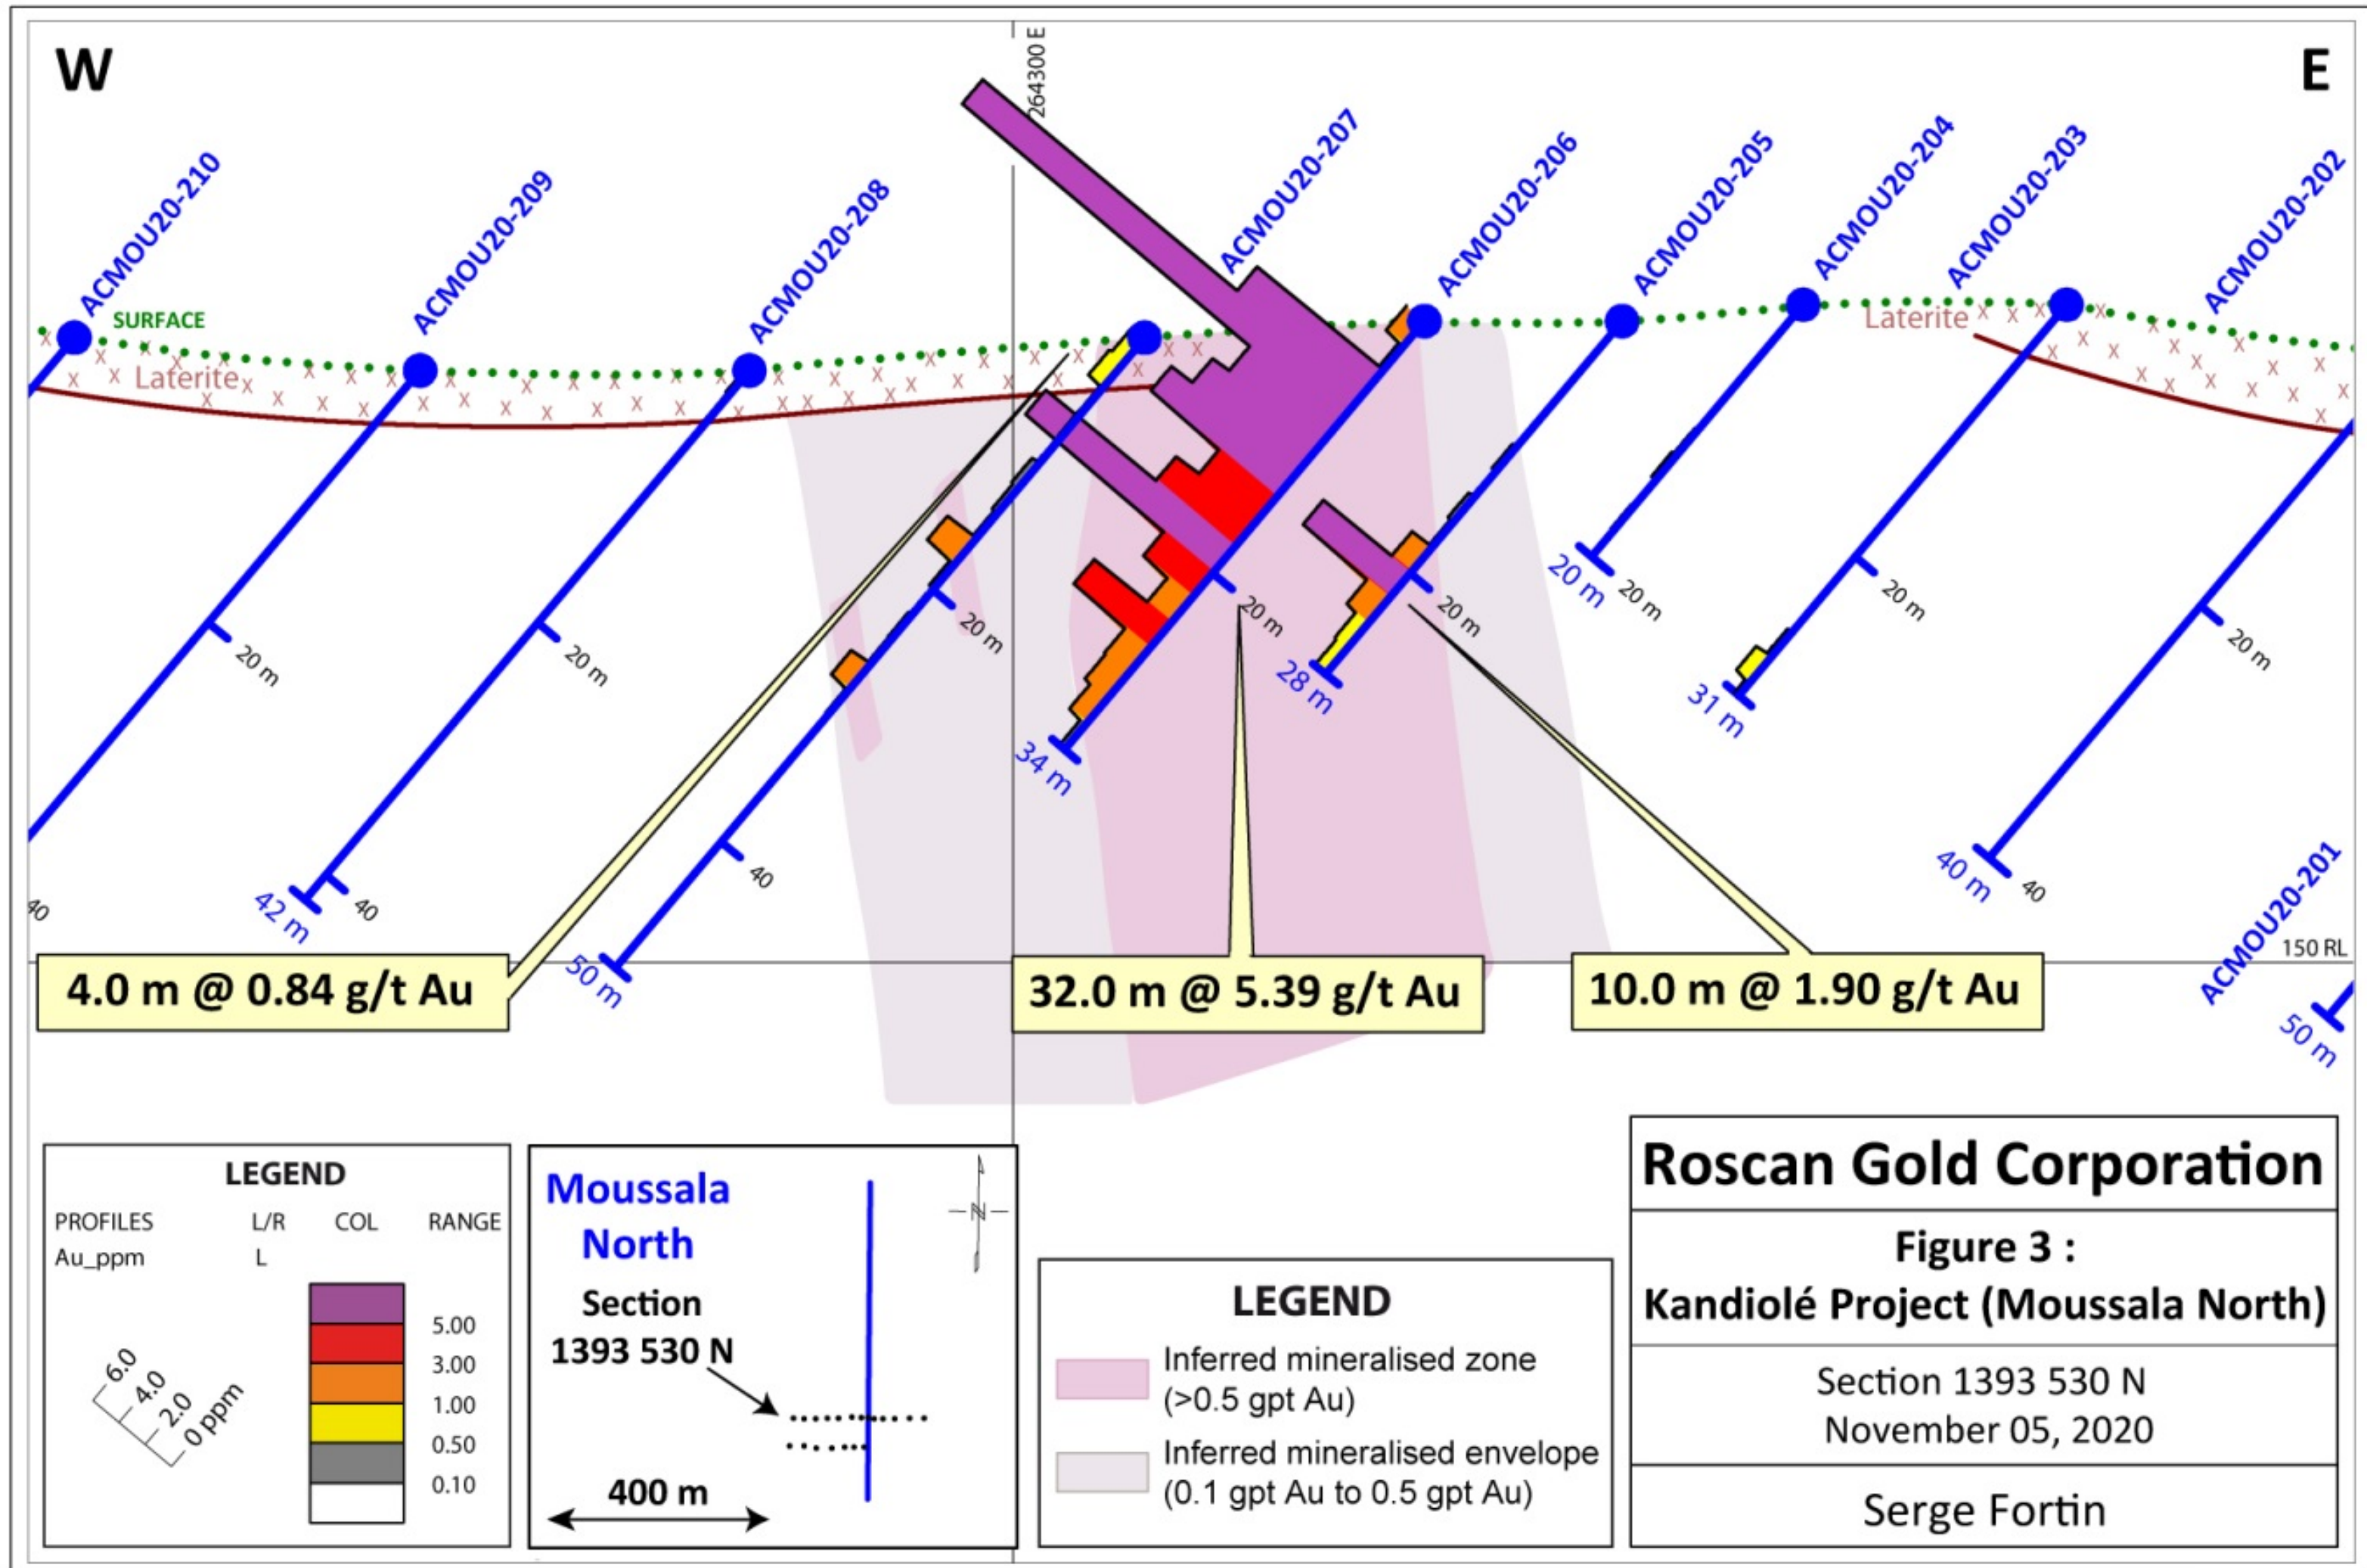 W
E
264300 E
ACMOU20-210
ACMOU20-209
ACMOU20-208
ACMOU20-207
ACMOU20-206
ACMOU20-205
ACMOU20-204
ACMOU20-203
ACMOU20-202
SURFACE
Laterite
Laterite
20 m
20 m
20 m
20 m
20 m
20 m
20 m
20 m
20 m
28 m
31 m
34 m
40
42 m
40
50 m
40
40 m
40
ACMOU20-201
50 m
150 RL
4.0 m @ 0.84 g/t Au
32.0 m @ 5.39 g/t Au
10.0 m @ 1.90 g/t Au
LEGEND
PROFILES L/R COL RANGE
Au_ppm L
5.00
3.00
1.00
0.50
0.10
6.0
4.0
2.0
0 ppm
Moussala
North
Section
1393 530 N
N
400 m
LEGEND
Inferred mineralised zone
(>0.5 gpt Au)
Inferred mineralised envelope
(0.1 gpt Au to 0.5 gpt Au)
Roscan Gold Corporation
Figure 3 :
Kandiolé Project (Moussala North)
Section 1393 530 N
November 05, 2020
Serge Fortin